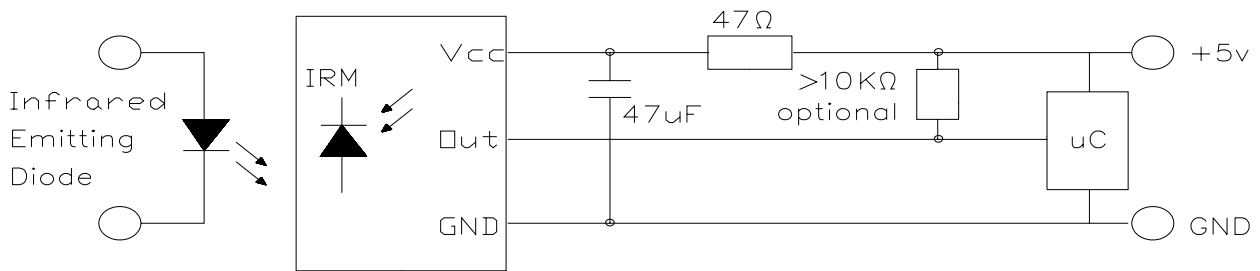 Infrared
Emitting
Diode
IRM
Vcc
Out
GND
47Ω
47uF
>10KΩ
optional
uC
+5v
GND